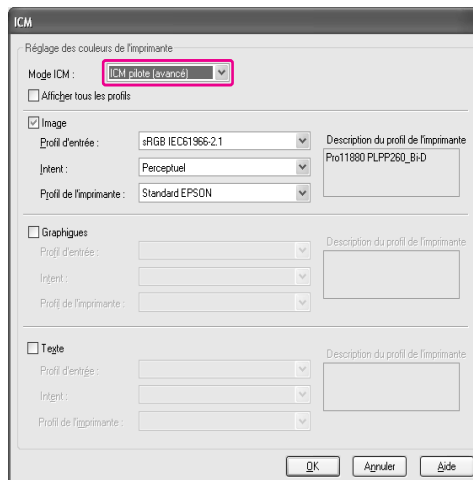 ICM
Réglage des couleurs de l'imprimante
Mode ICM : ICM pilote (avancé)
Afficher tous les profils
Image
Profil d'entrée : sRGB IEC61966-2.1
Intent : Perceptuel
Profil de l'imprimante : Standard EPSON
Description du profil de l'imprimante
Pro11880 PLPP260_Bi-D
Graphigues
Profil d'entrée :
Intent :
Profil de l'imprimante :
Description du profil de l'imprimante
Texte
Profil d'entrée :
Intent :
Profil de l'imprimante :
Description du profil de l'imprimante
OK Annuler Aide